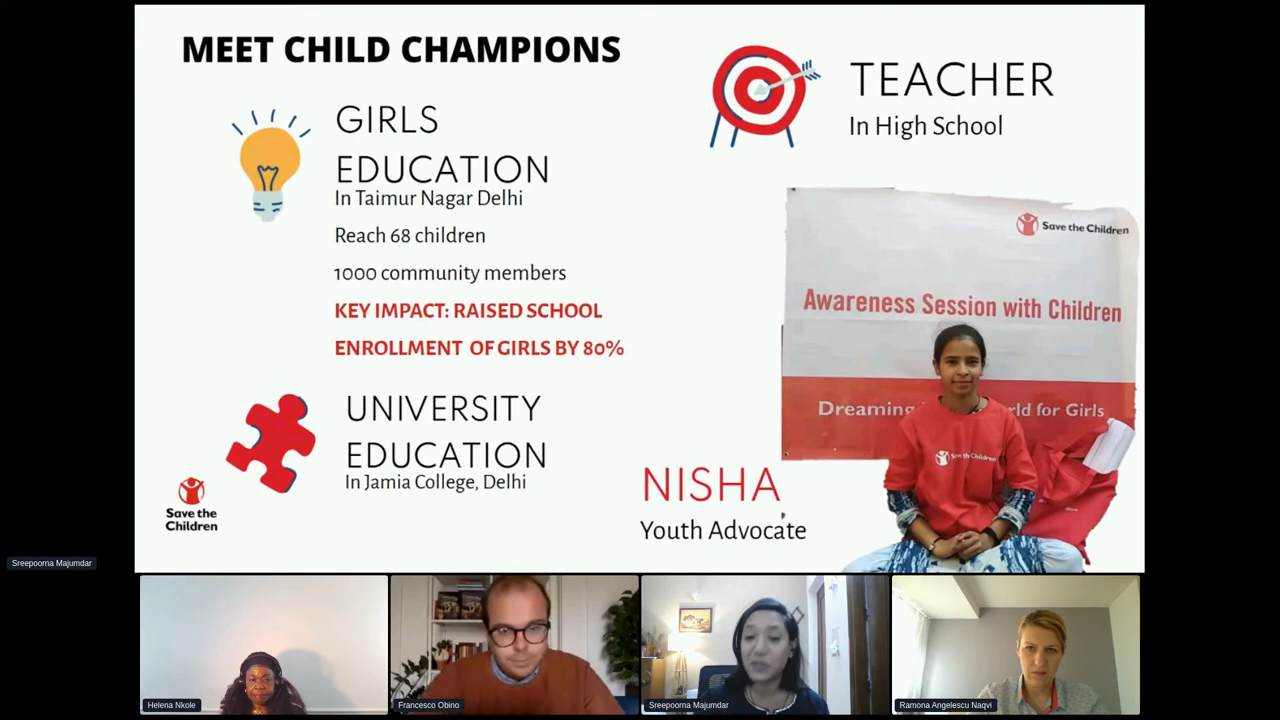 MEET CHILD CHAMPIONS
GIRLS
EDUCATION
In Taimur Nagar Delhi
Reach 68 children
1000 community members
KEY IMPACT: RAISED SCHOOL
ENROLLMENT OF GIRLS BY 80%
UNIVERSITY
EDUCATION
In Jamia College, Delhi
Save the
Children
TEACHER
In High School
Save the Children
Awareness Session with Children
Dreaming
rld for Girls
Save the Children
NISHA
Youth Advocate
Sreepoorna Majumdar
Helena Nkole
Francesco Obino
Sreepoorna Majumdar
Ramona Angelescu Naqvi